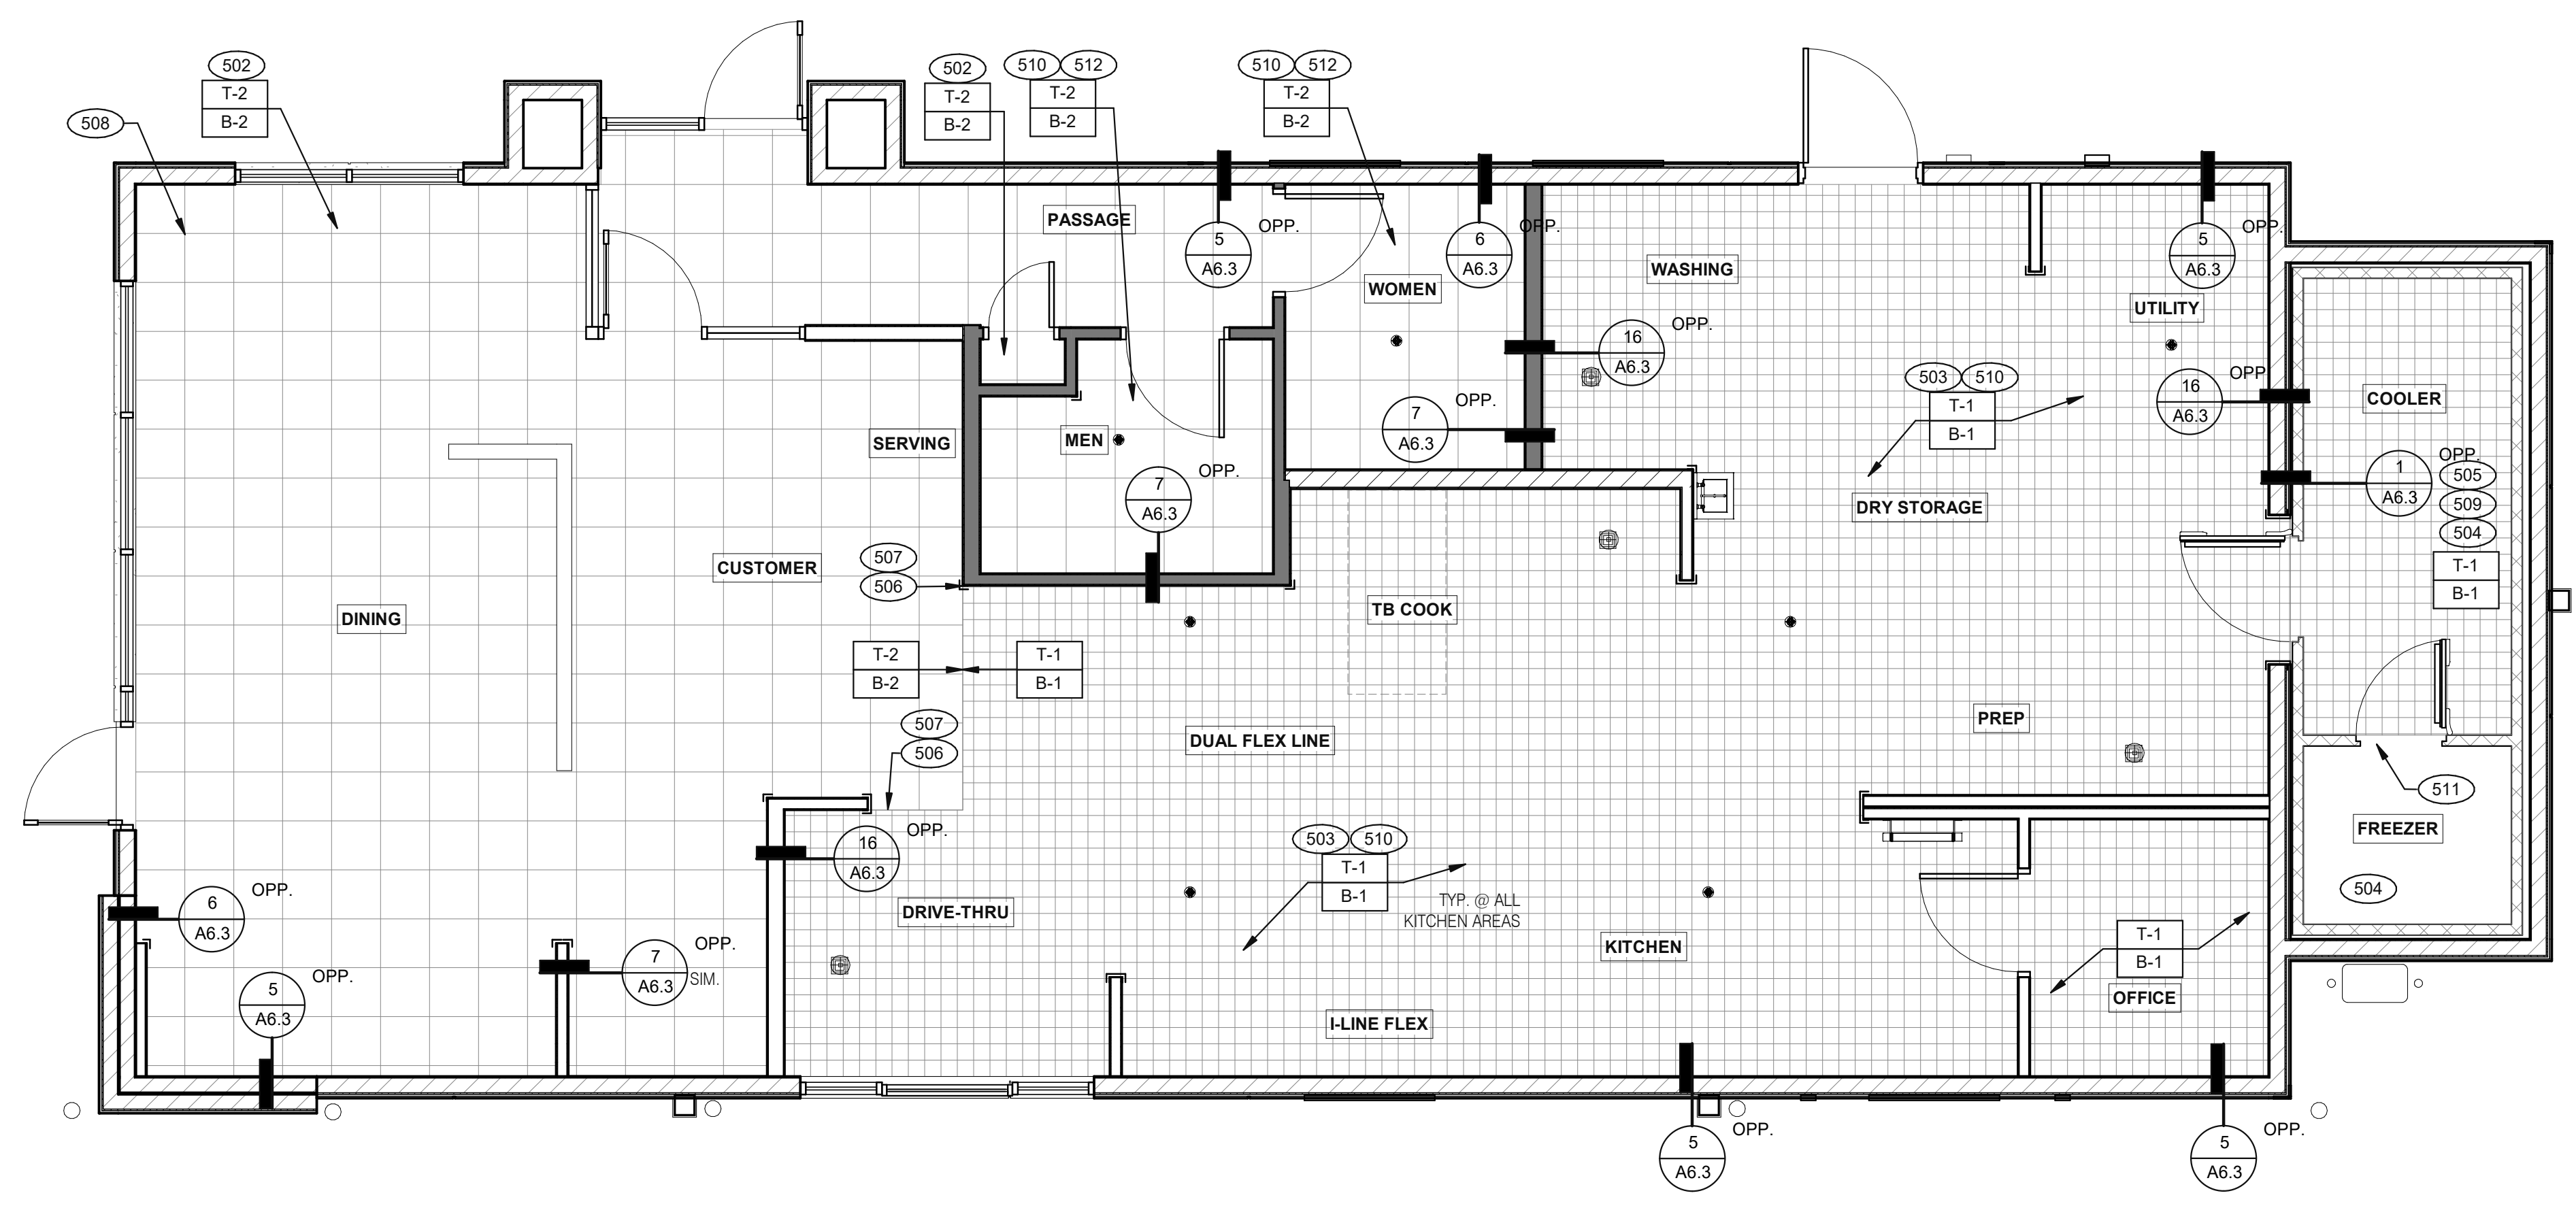 502
T-2
B-2
508
502
T-2
B-2
510 512
T-2
B-2
510 512
T-2
B-2
PASSAGE
5
A6.3
OPP.
6
A6.3
OPP.
5
A6.3
OPP.
WOMEN
WASHING
UTILITY
16
A6.3
OPP.
503 510
T-1
B-1
16
A6.3
OPP.
COOLER
SERVING
MEN
7
A6.3
OPP.
7
A6.3
OPP.
1
A6.3
OPP.
505
509
504
T-1
B-1
DRY STORAGE
CUSTOMER
507
506
DINING
TB COOK
T-2
B-2
T-1
B-1
507
506
DUAL FLEX LINE
PREP
511
FREEZER
504
16
A6.3
OPP.
503 510
T-1
B-1
TYP. @ ALL
KITCHEN AREAS
DRIVE-THRU
KITCHEN
6
A6.3
OPP.
7
A6.3
OPP.
SIM.
5
A6.3
OPP.
T-1
B-1
OFFICE
I-LINE FLEX
5
A6.3
OPP.
5
A6.3
OPP.